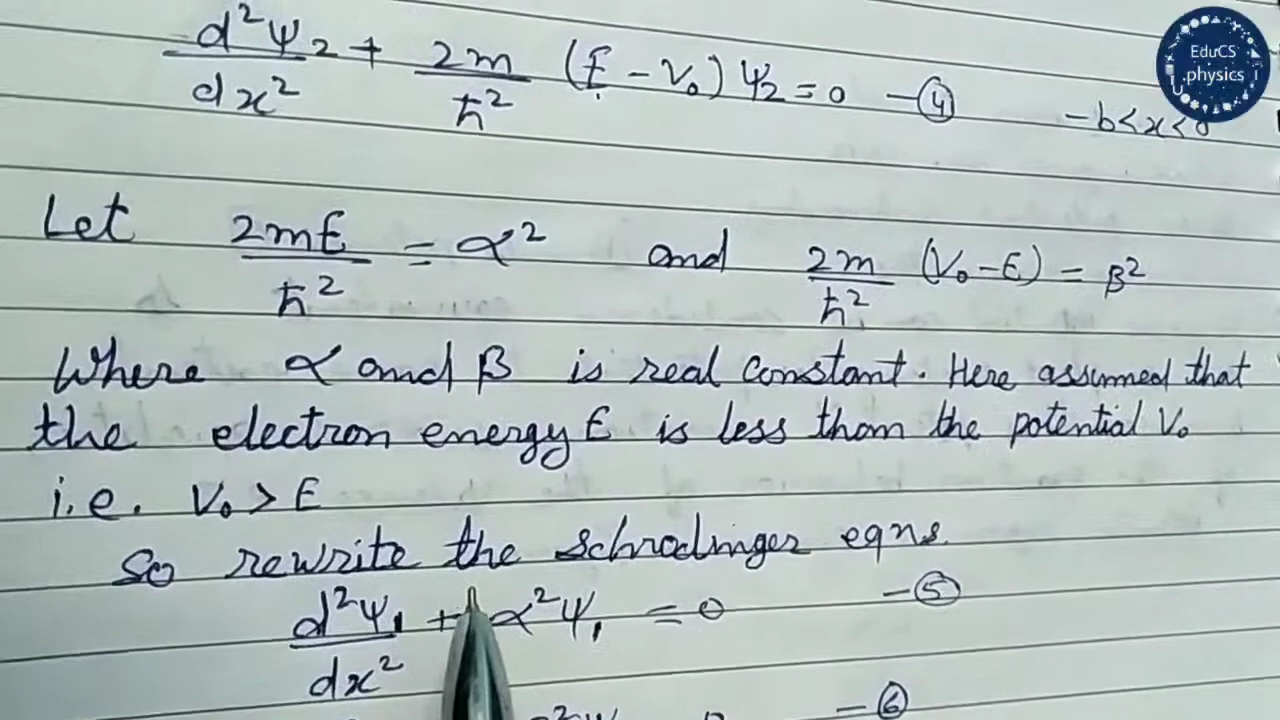 d²ψ₂/dx² + 2m/ħ² (E - V₀) ψ₂ = 0 - ④ -b<x<0
EduCS
.physics
Let 2mE/ħ² = α² and 2m/ħ² (V₀-E) = β²
Where α and β is real constant. Here assumed that
the electron energy E is less than the potential V₀
i.e. V₀ > E
So rewrite the schrodinger eqns.
d²ψ₁/dx² + α²ψ₁ = 0 - ⑤
- ⑥